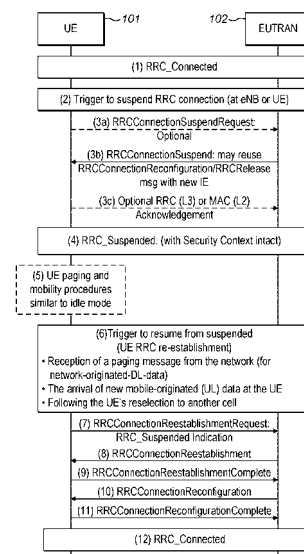 101
102
UE
EUTRAN
(1) RRC_Connected
(2) Trigger to suspend RRC connection (at eNB or UE)
(3a) RRCConnectionSuspendRequest:
Optional
(3b) RRCConnectionSuspend: may reuse
RRCConnectionReconfiguration/RRCRelease
msg with new IE
(3c) Optional RRC (L3) or MAC (L2)
Acknowledgement
(4) RRC_Suspended: (with Security Context intact)
(5) UE paging and
mobility procedures
similar to idle mode
(6)Trigger to resume from suspended
(UE RRC re-establishment)
• Reception of a paging message from the network (for
network-originated-DL-data)
• The arrival of new mobile-originated (UL) data at the UE
• Following the UE's reselection to another cell
(7) RRCConnectionReestablishmentRequest:
RRC_Suspended Indication
(8) RRCConnectionReestablishment
(9) RRCConnectionReestablishmentComplete
(10) RRCConnectionReconfiguration
(11) RRCConnectionReconfigurationComplete
(12) RRC_Connected